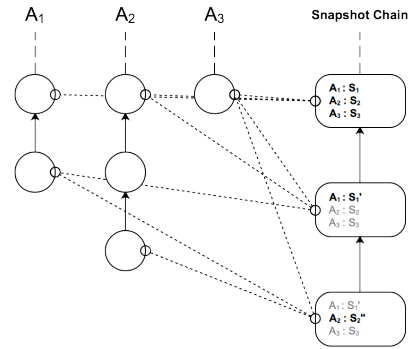 A₁ A₂ A₃ Snapshot Chain
A₁ : S₁
A₂ : S₂
A₃ : S₃
A₁ : S₁'
A₂ : S₂
A₃ : S₃
A₁ : S₁'
A₂ : S₂''
A₃ : S₃